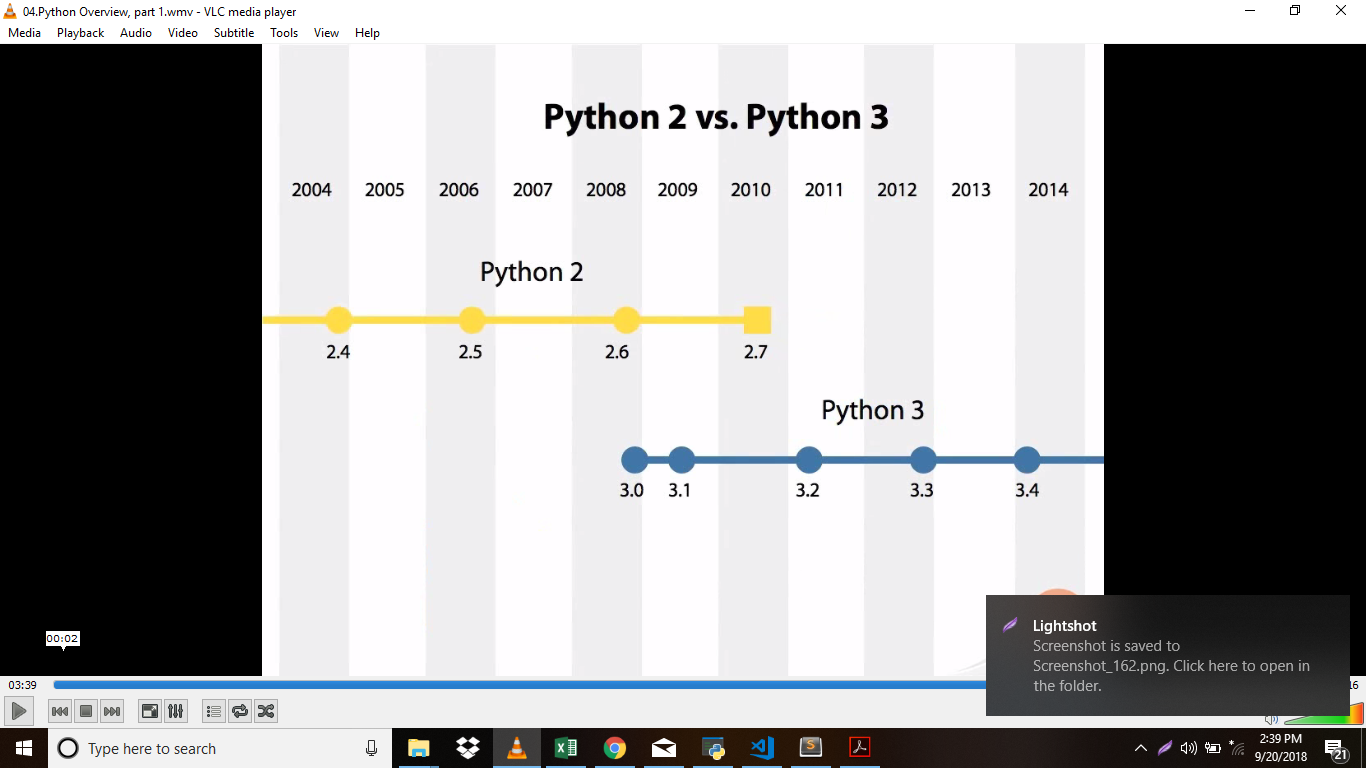 04.Python Overview, part 1.wmv - VLC media player
Media Playback Audio Video Subtitle Tools View Help
Python 2 vs. Python 3
2004 2005 2006 2007 2008 2009 2010 2011 2012 2013 2014
Python 2
2.4 2.5 2.6 2.7
Python 3
3.0 3.1 3.2 3.3 3.4
Lightshot
Screenshot is saved to
Screenshot_162.png. Click here to open in
the folder.
00:02
03:39 16
Type here to search
2:39 PM
9/20/2018
21